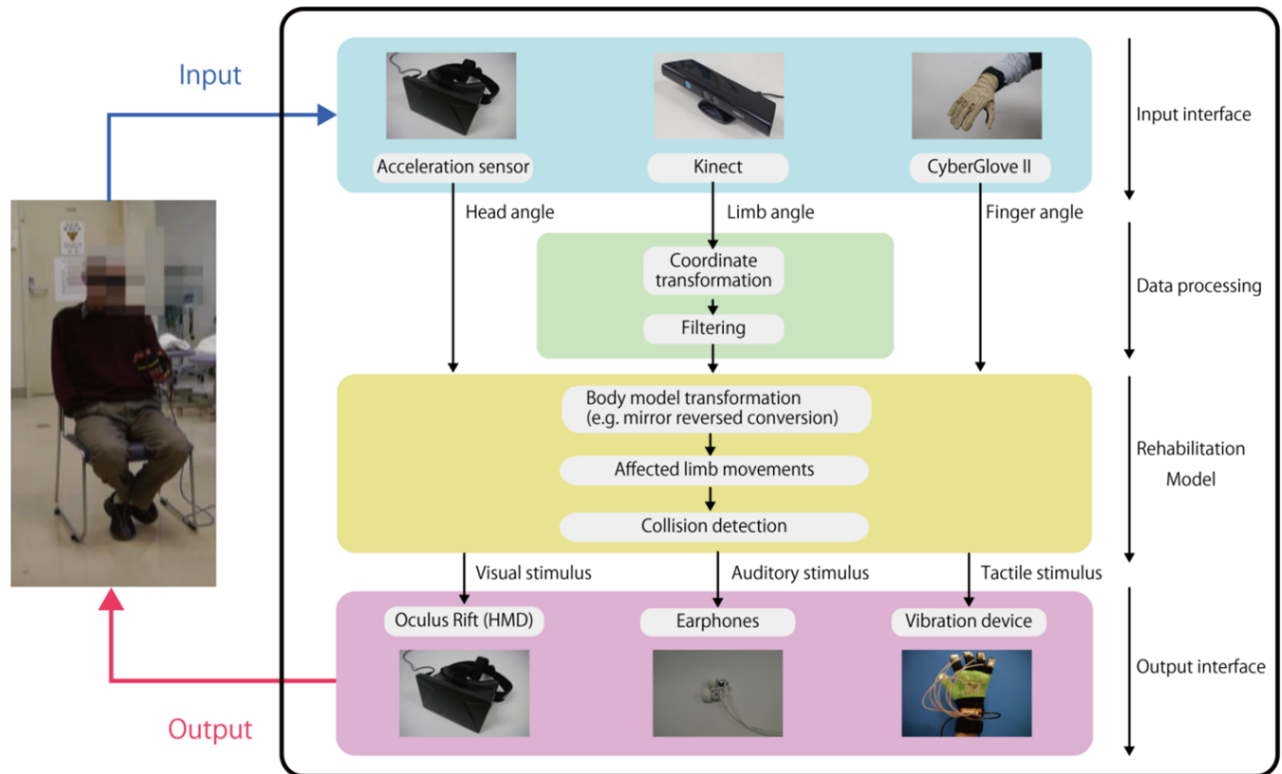 Input
Acceleration sensor
Kinect
CyberGlove II
Input interface
Head angle
Limb angle
Finger angle
Coordinate
transformation
Filtering
Data processing
Body model transformation
(e.g. mirror reversed conversion)
Affected limb movements
Collision detection
Rehabilitation
Model
Visual stimulus
Auditory stimulus
Tactile stimulus
Oculus Rift (HMD)
Earphones
Vibration device
Output interface
Output